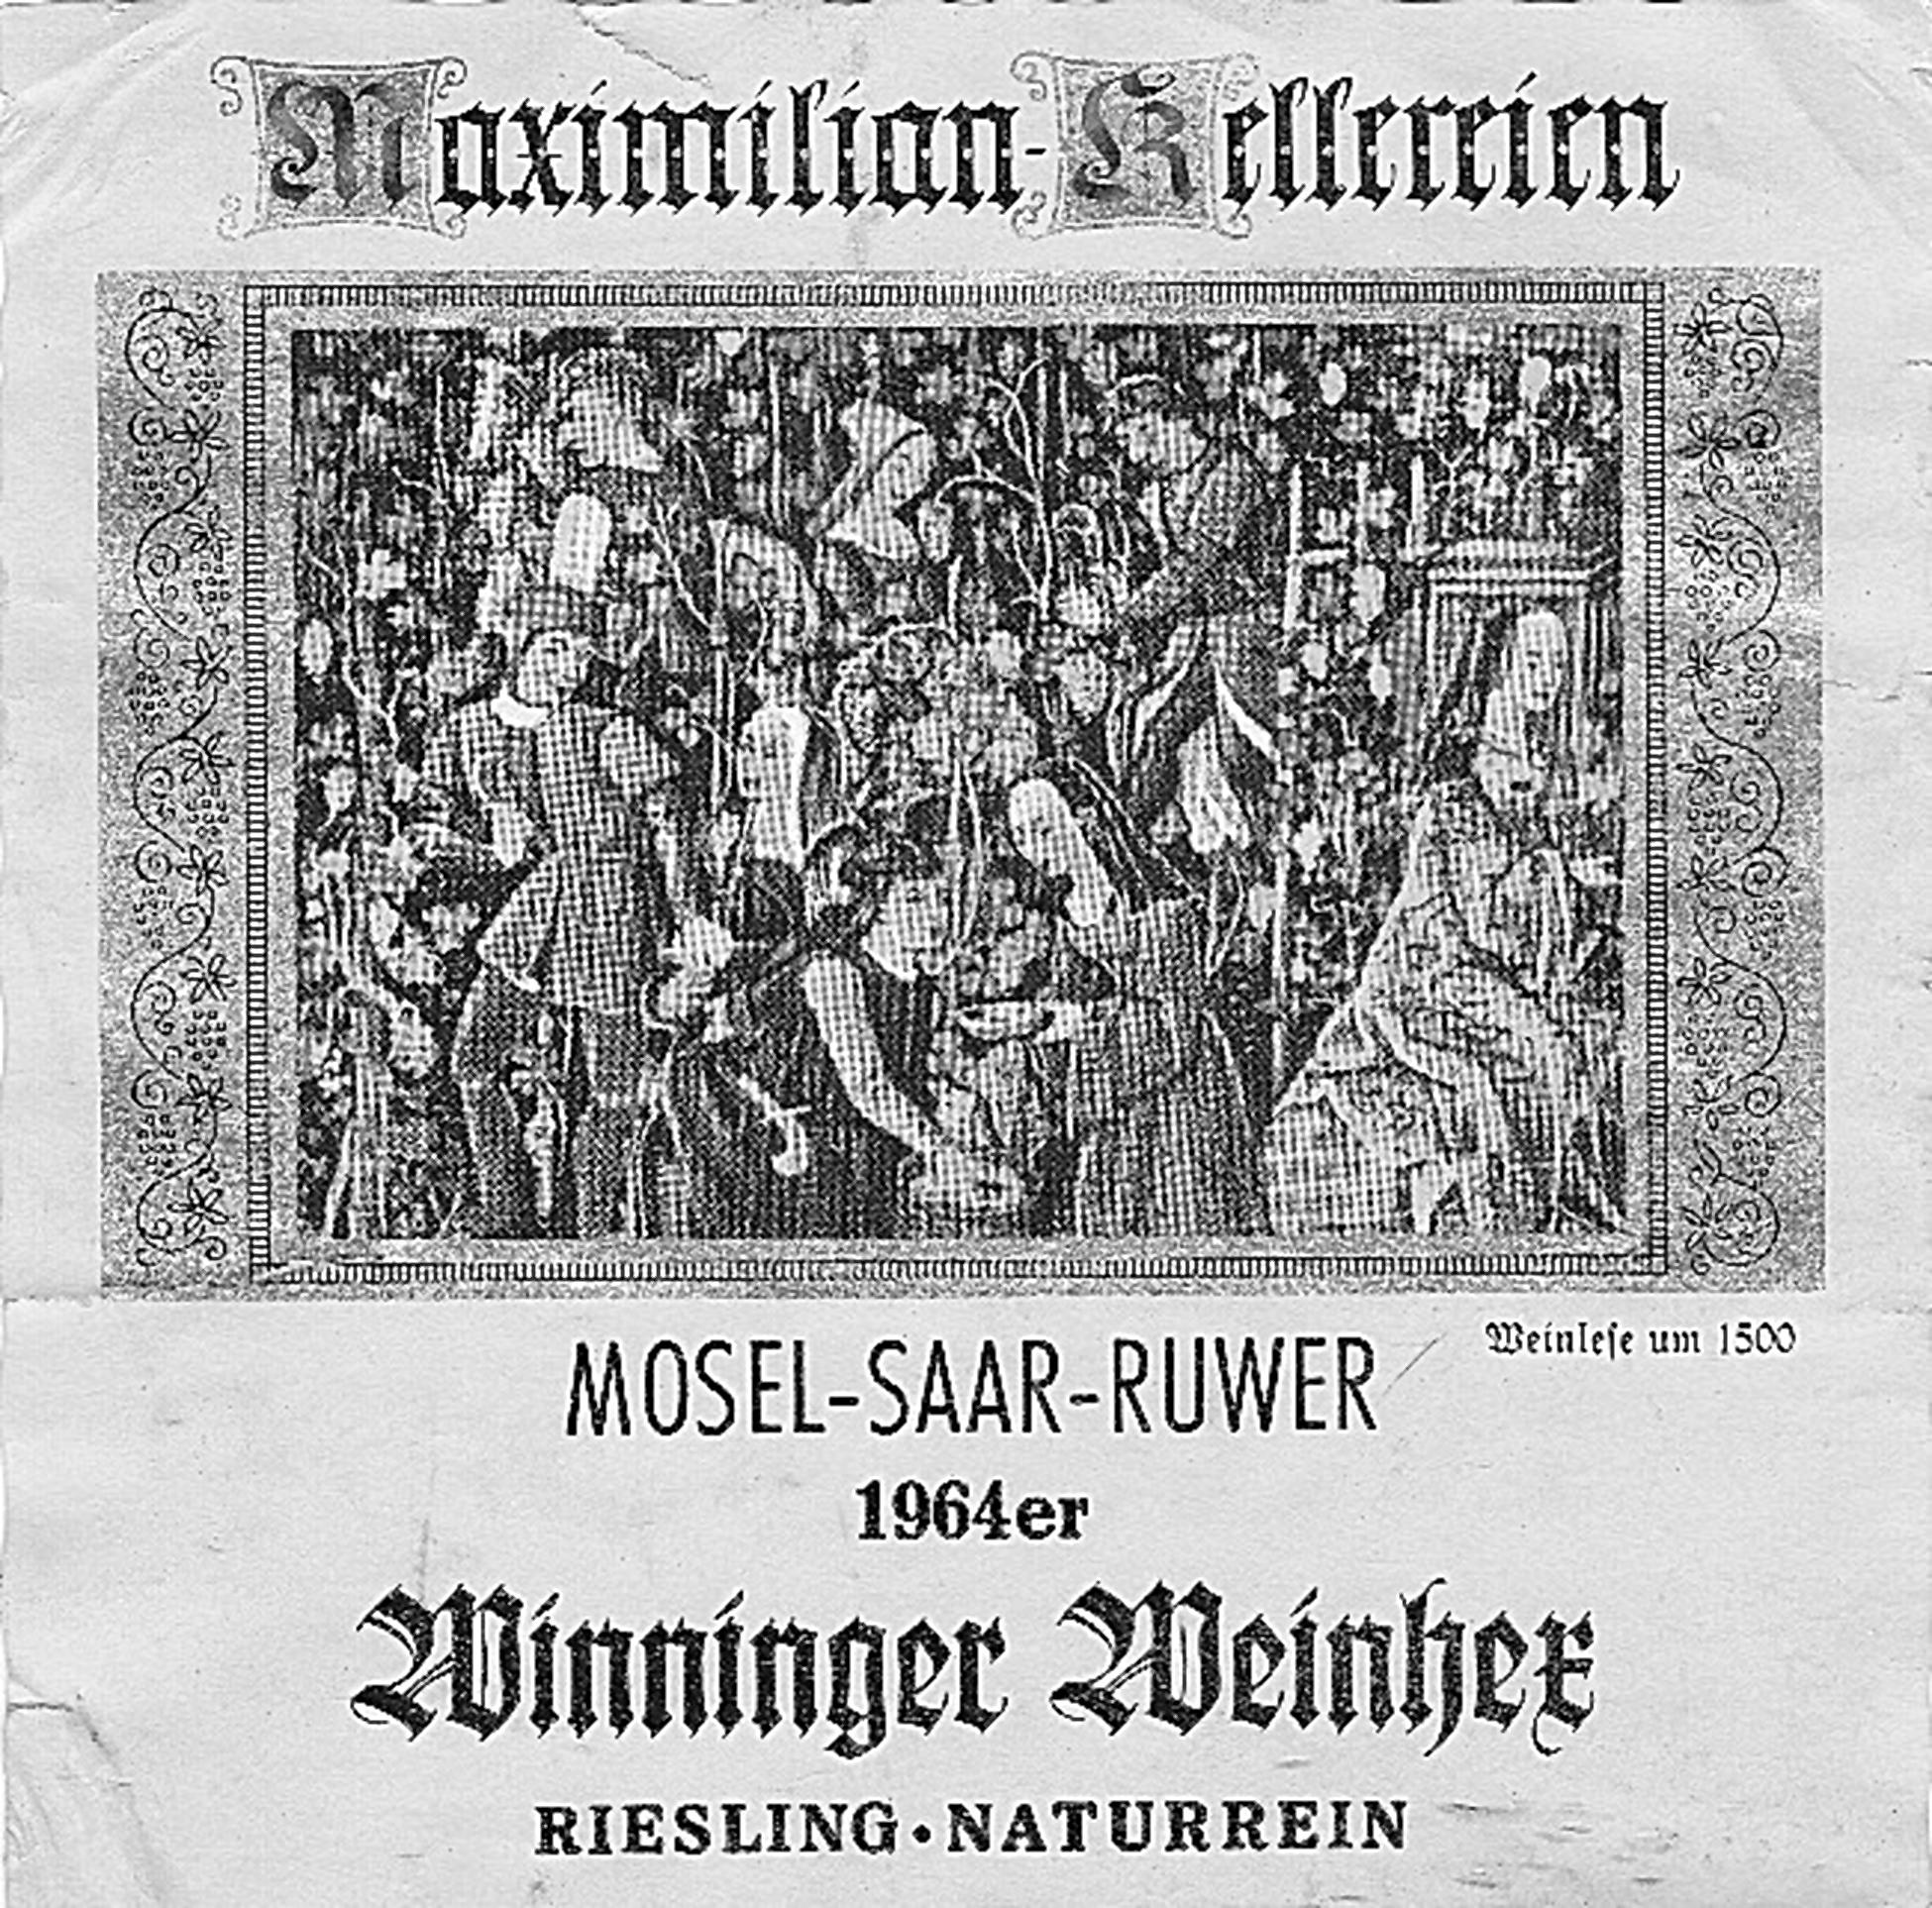 Maximilian-Kellereien
Weinlese um 1500
MOSEL-SAAR-RUWER
1964er
Winninger Weinhex
RIESLING·NATURREIN